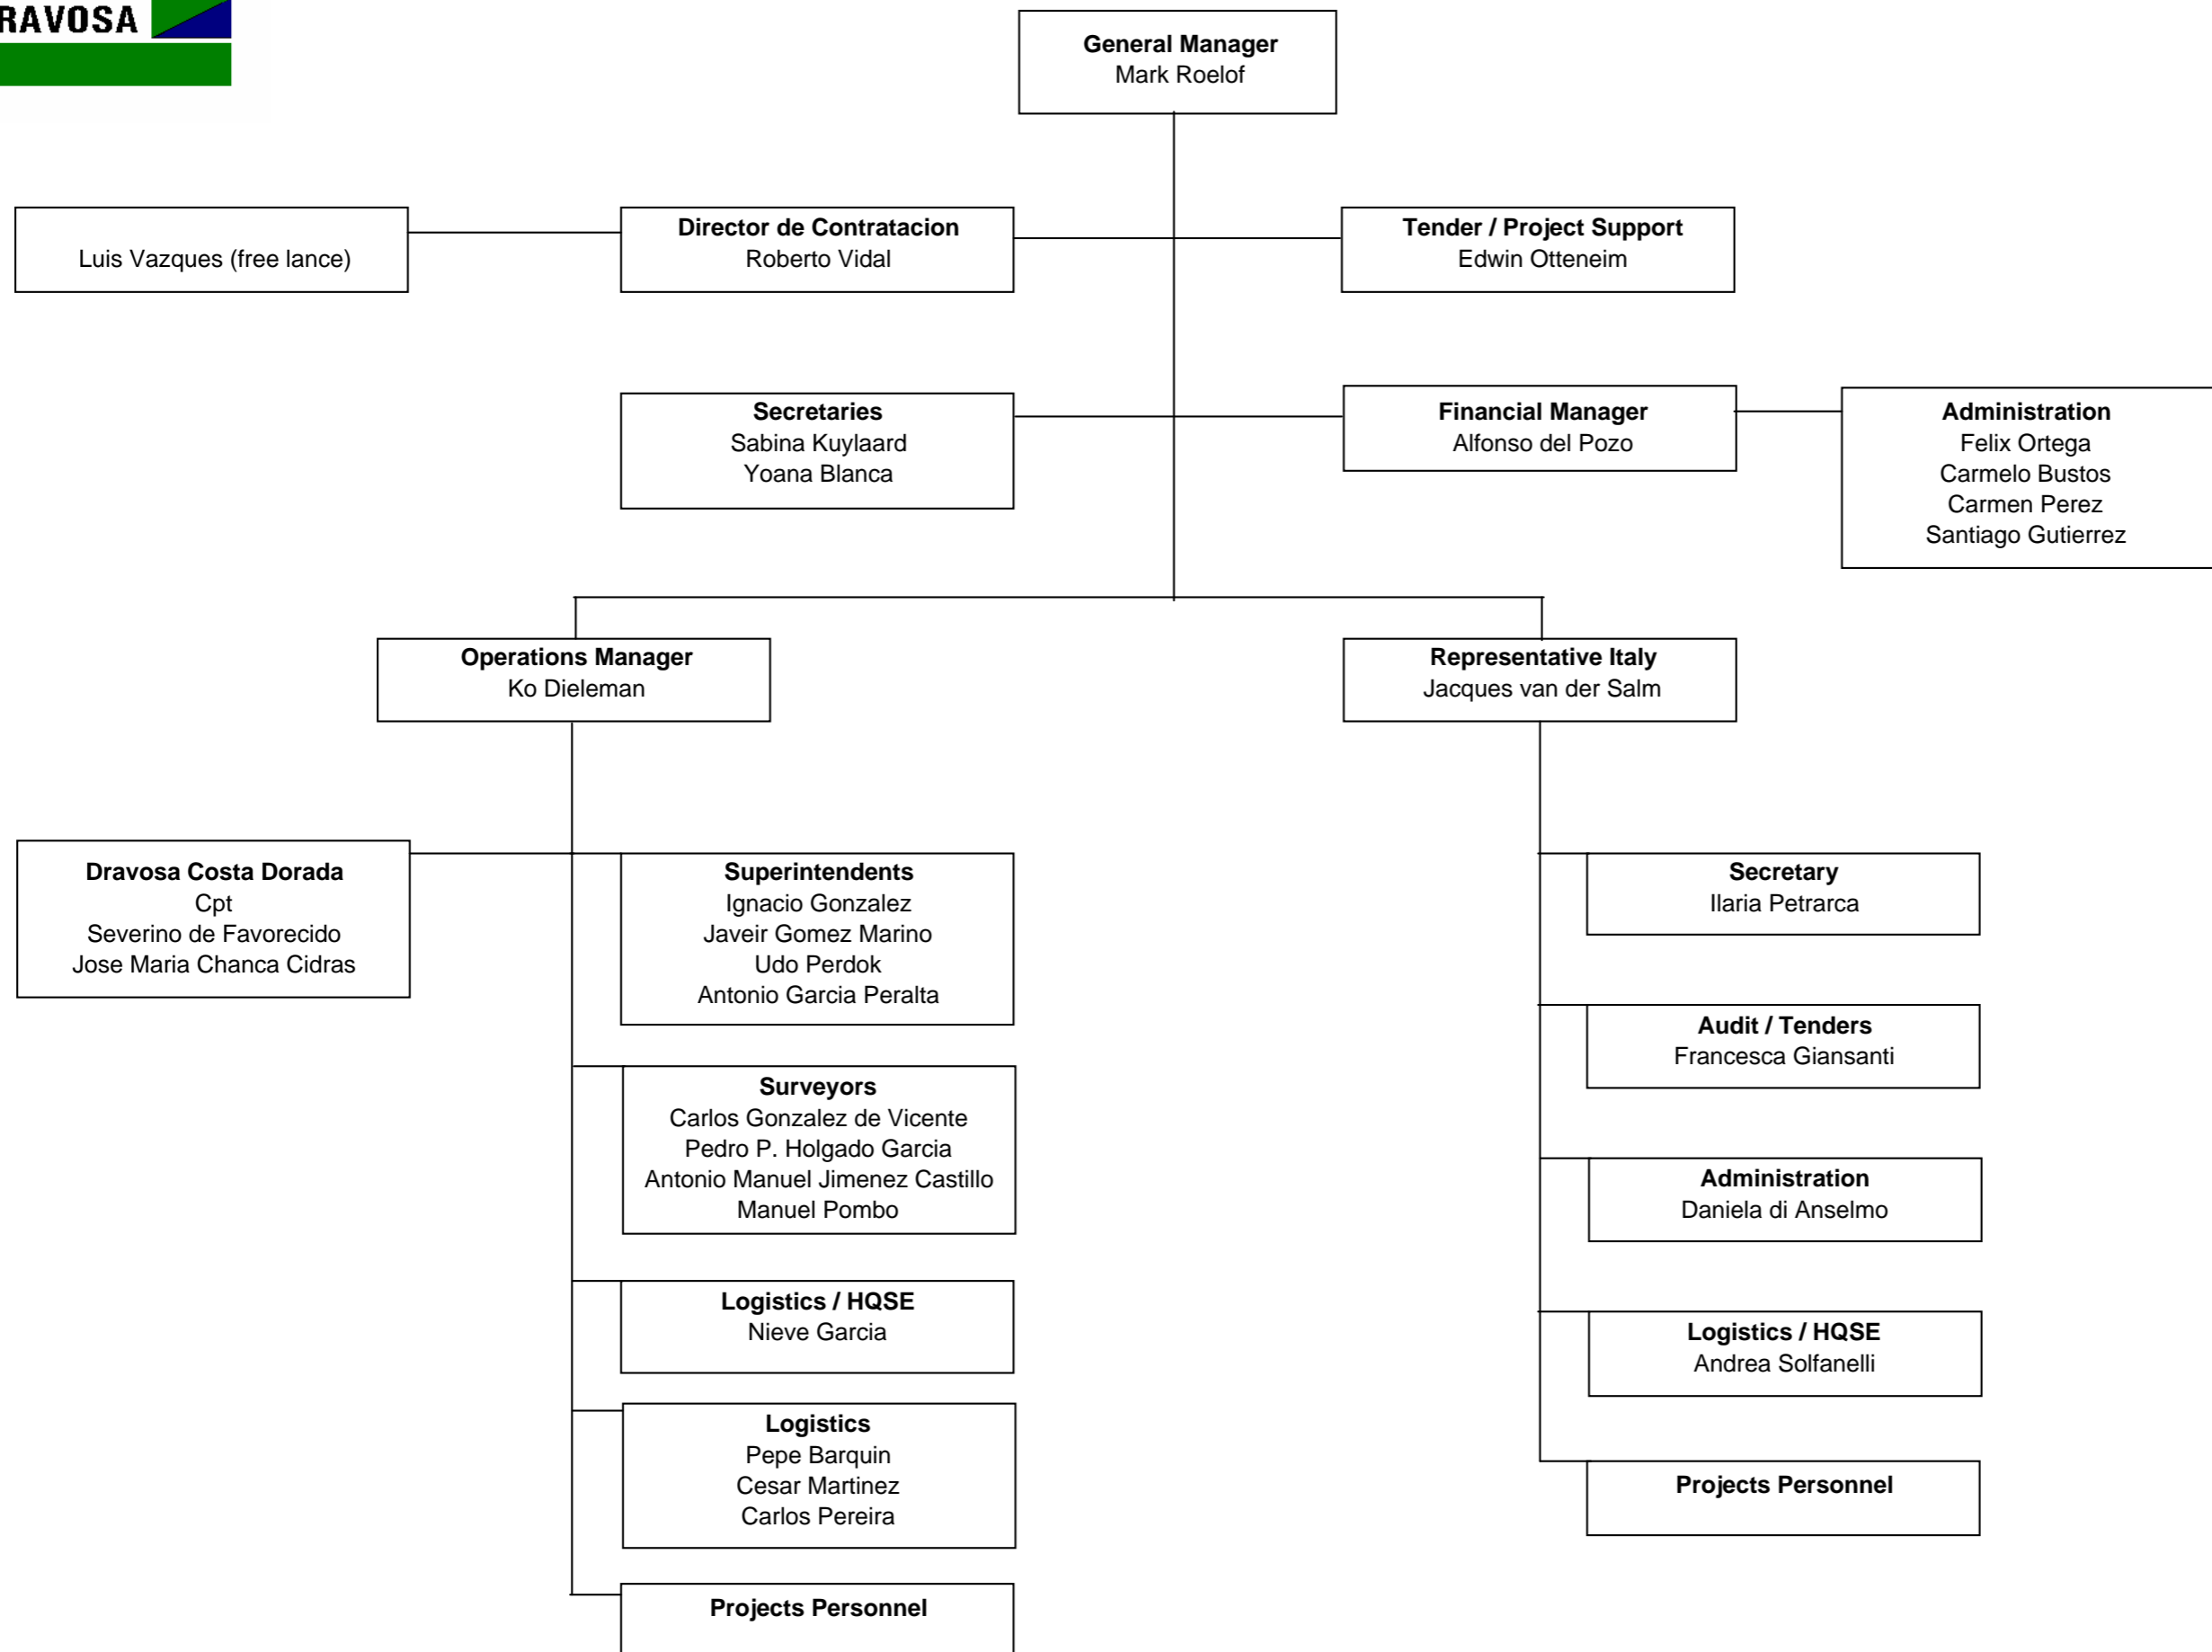 RAVOSA
General Manager
Mark Roelof
Luis Vazques (free lance)
Director de Contratacion
Roberto Vidal
Tender / Project Support
Edwin Otteneim
Secretaries
Sabina Kuylaard
Yoana Blanca
Financial Manager
Alfonso del Pozo
Administration
Felix Ortega
Carmelo Bustos
Carmen Perez
Santiago Gutierrez
Operations Manager
Ko Dieleman
Representative Italy
Jacques van der Salm
Dravosa Costa Dorada
Cpt
Severino de Favorecido
Jose Maria Chanca Cidras
Superintendents
Ignacio Gonzalez
Javeir Gomez Marino
Udo Perdok
Antonio Garcia Peralta
Surveyors
Carlos Gonzalez de Vicente
Pedro P. Holgado Garcia
Antonio Manuel Jimenez Castillo
Manuel Pombo
Logistics / HQSE
Nieve Garcia
Logistics
Pepe Barquin
Cesar Martinez
Carlos Pereira
Projects Personnel
Secretary
Ilaria Petrarca
Audit / Tenders
Francesca Giansanti
Administration
Daniela di Anselmo
Logistics / HQSE
Andrea Solfanelli
Projects Personnel